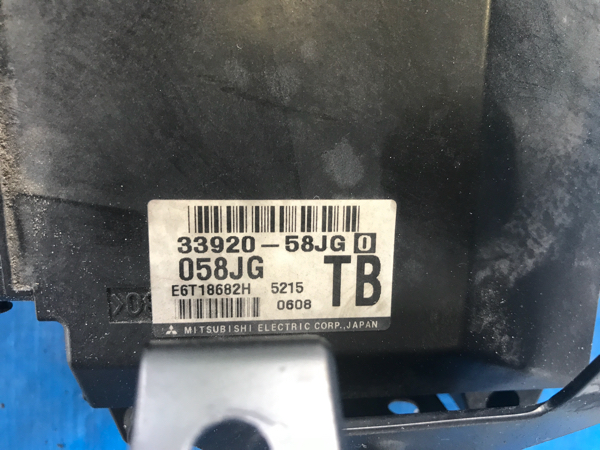 33920-58JG 0
058JG
TB
E6T18682H 5215
0608
MITSUBISHI ELECTRIC CORP., JAPAN